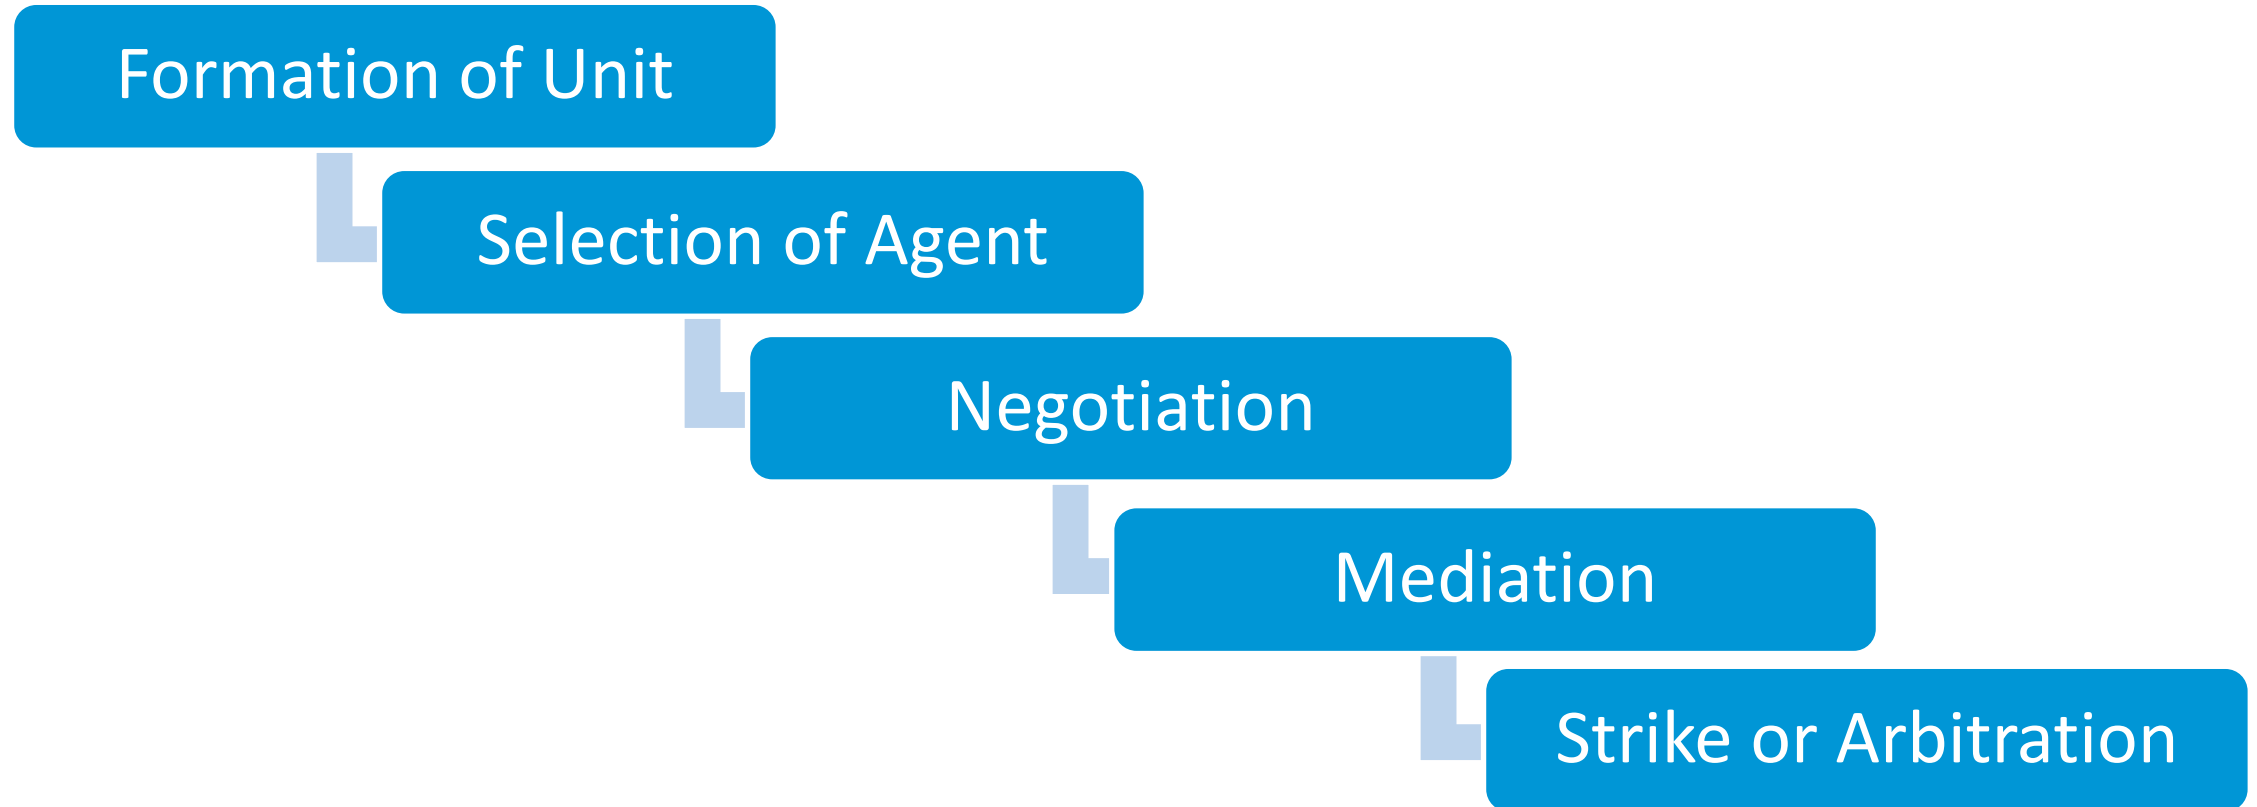 Formation of Unit
Selection of Agent
Negotiation
Mediation
Strike or Arbitration